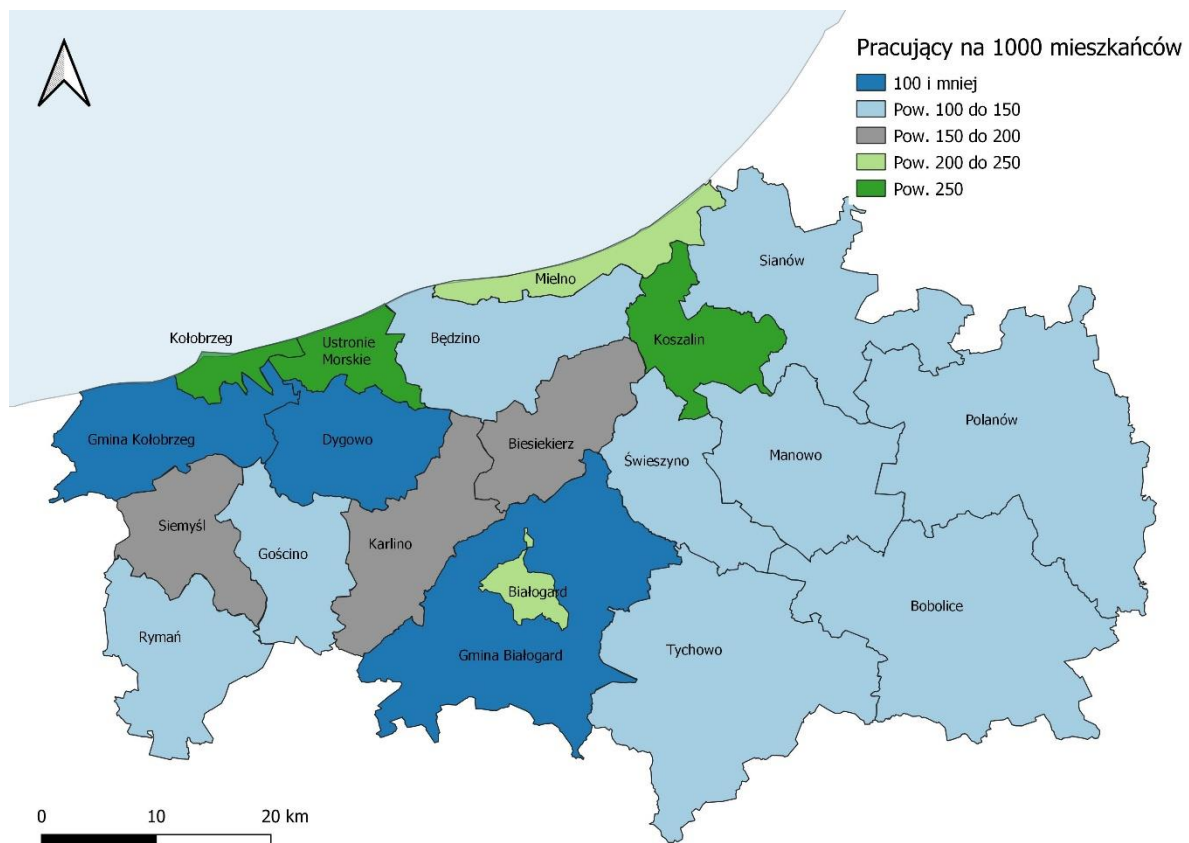 Pracujący na 1000 mieszkańców
100 i mniej
Pow. 100 do 150
Pow. 150 do 200
Pow. 200 do 250
Pow. 250
Sianów
Mielno
Kołobrzeg
Ustronie
Morskie
Będzino
Koszalin
Polanów
Gmina Kołobrzeg
Dygowo
Biesiekierz
Świeszyno
Manowo
Siemyśl
Gościno
Karlino
Białogard
Bobolice
Rymań
Gmina Białogard
Tychowo
0 10 20 km